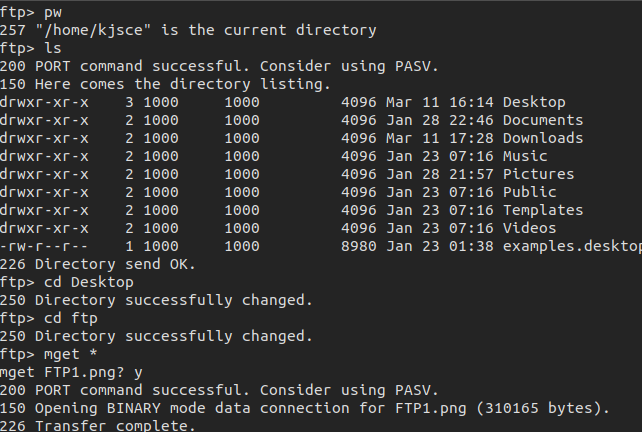 ftp> pw
257 "/home/kjsce" is the current directory
ftp> ls
200 PORT command successful. Consider using PASV.
150 Here comes the directory listing.
drwxr-xr-x    3 1000     1000         4096 Mar 11 16:14 Desktop
drwxr-xr-x    2 1000     1000         4096 Jan 28 22:46 Documents
drwxr-xr-x    2 1000     1000         4096 Mar 11 17:28 Downloads
drwxr-xr-x    2 1000     1000         4096 Jan 23 07:16 Music
drwxr-xr-x    2 1000     1000         4096 Jan 28 21:57 Pictures
drwxr-xr-x    2 1000     1000         4096 Jan 23 07:16 Public
drwxr-xr-x    2 1000     1000         4096 Jan 23 07:16 Templates
drwxr-xr-x    2 1000     1000         4096 Jan 23 07:16 Videos
-rw-r--r--    1 1000     1000         8980 Jan 23 01:38 examples.desktop
226 Directory send OK.
ftp> cd Desktop
250 Directory successfully changed.
ftp> cd ftp
250 Directory successfully changed.
ftp> mget *
mget FTP1.png? y
200 PORT command successful. Consider using PASV.
150 Opening BINARY mode data connection for FTP1.png (310165 bytes).
226 Transfer complete.